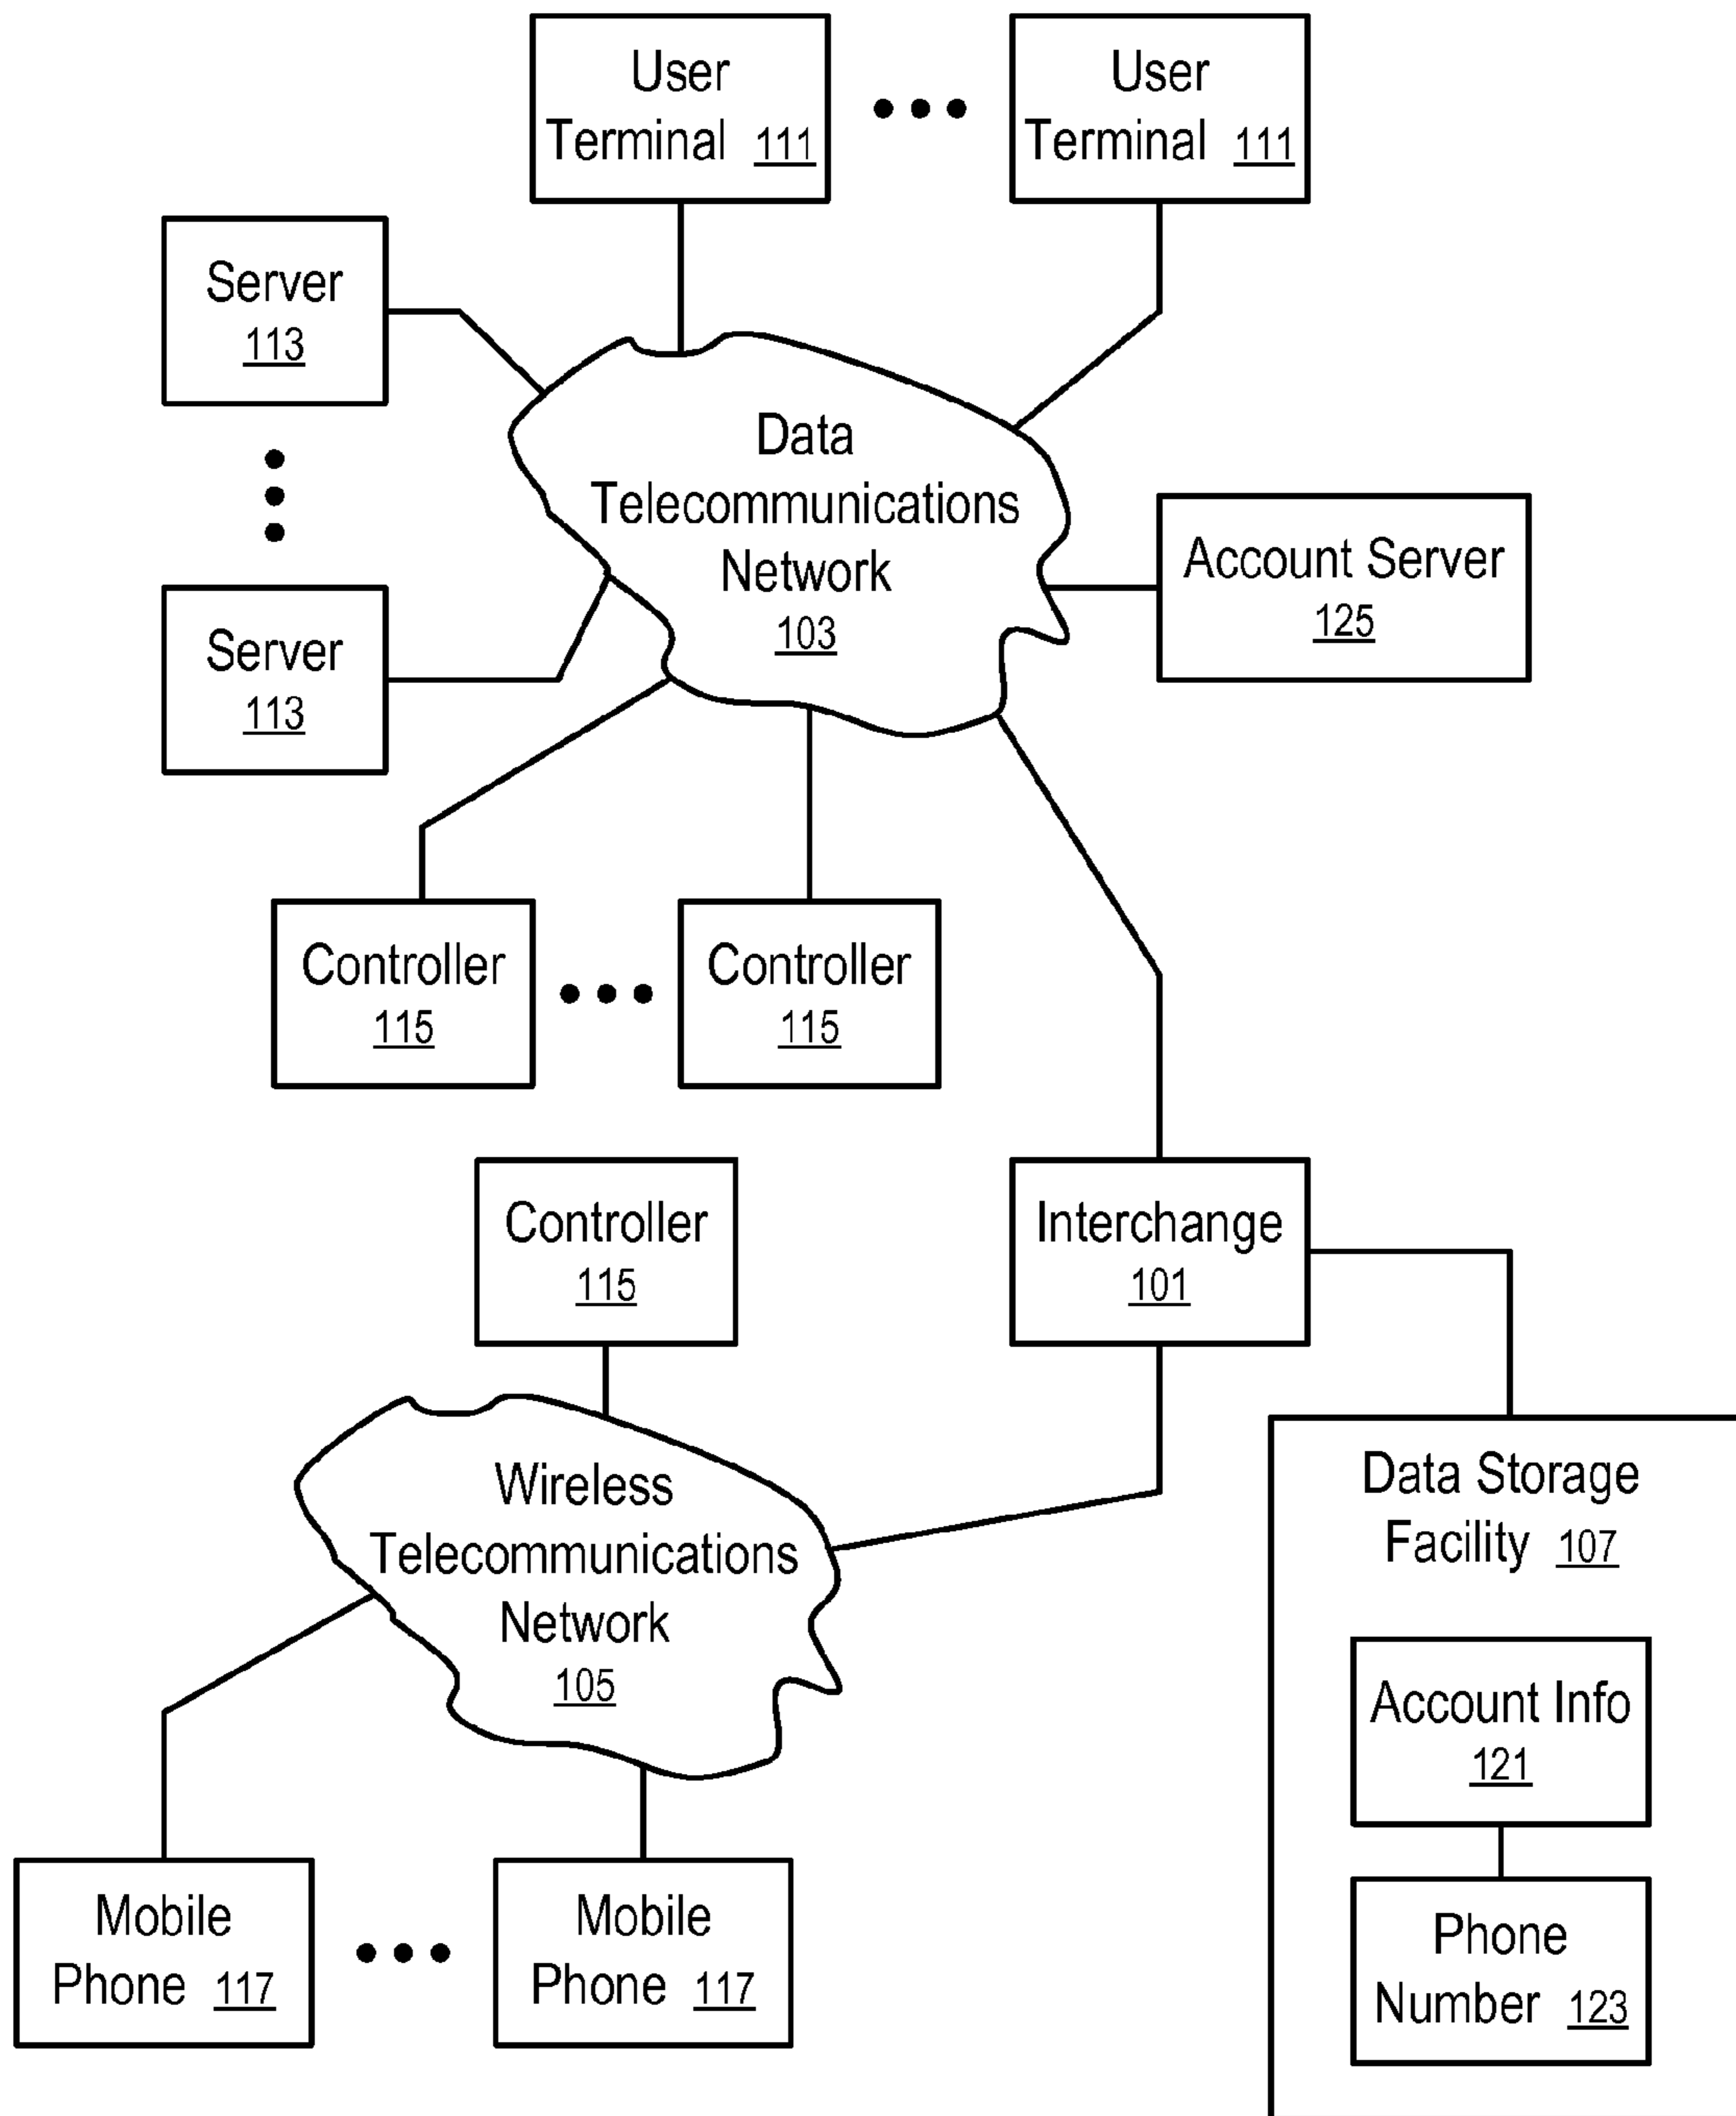 User
Terminal 111
User
Terminal 111
Server
113
Data
Telecommunications
Network
103
Account Server
125
Server
113
Controller
115
Controller
115
Controller
115
Interchange
101
Wireless
Telecommunications
Network
105
Data Storage
Facility 107
Account Info
121
Mobile
Phone 117
Mobile
Phone 117
Phone
Number 123